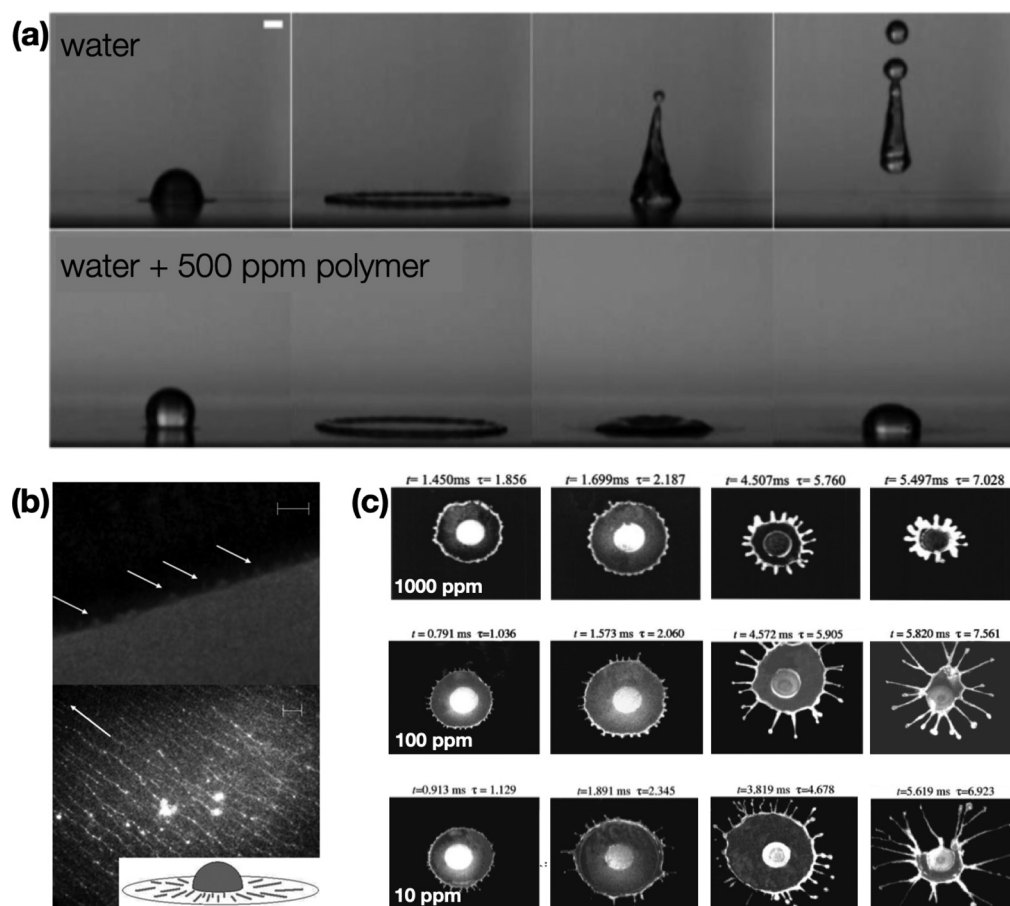 (a)
water
water + 500 ppm polymer
(b)
(c)
t= 1.450ms τ= 1.856
t= 1.699ms τ= 2.187
t= 4.507ms τ= 5.760
t= 5.497ms τ= 7.028
1000 ppm
t = 0.791 ms τ=1.036
t = 1.573 ms τ= 2.060
t = 4.572 ms τ= 5.905
t = 5.820 ms τ= 7.561
100 ppm
t=0.913 ms τ = 1.129
t=1.891 ms τ=2.345
t=3.819 ms τ=4.678
t=5.619 ms τ=6.923
10 ppm